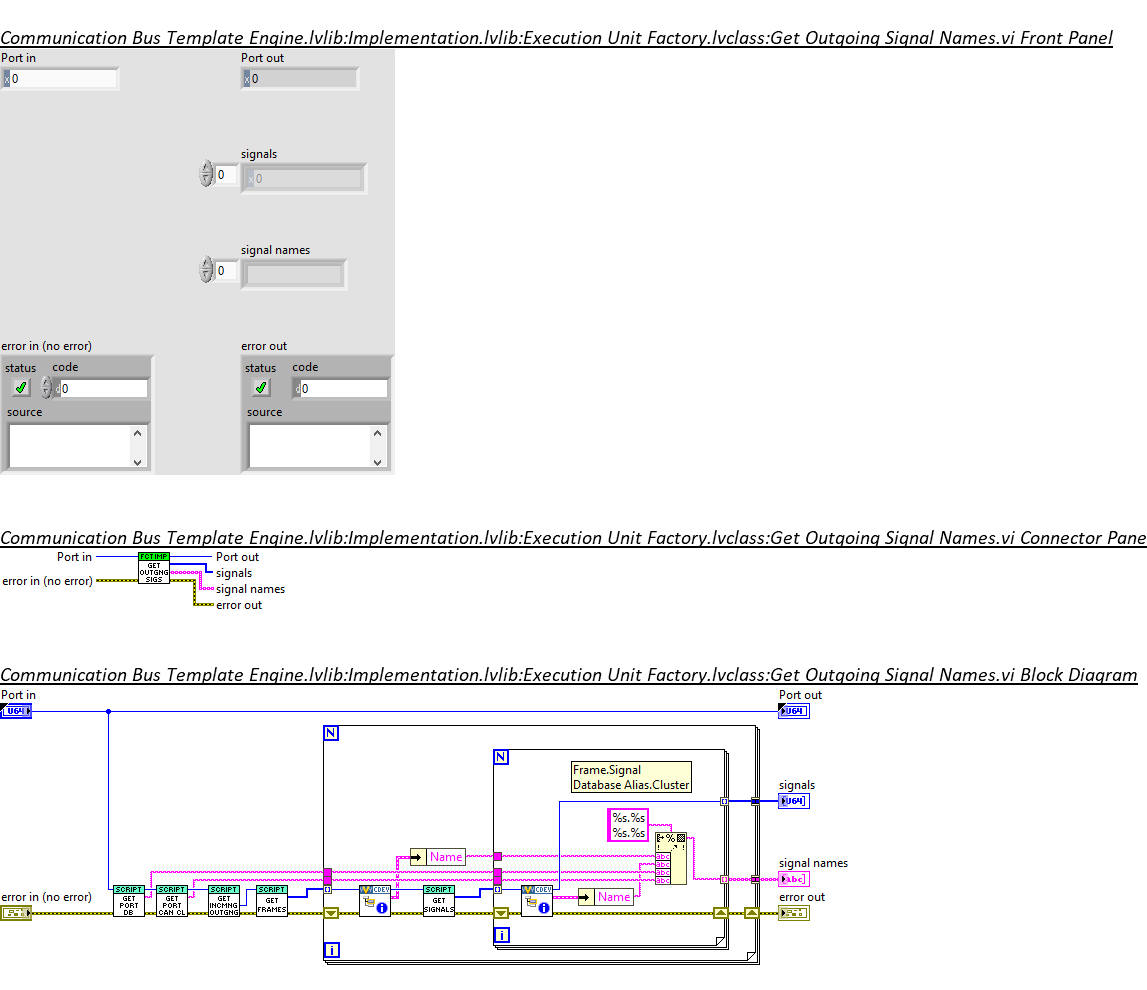 Communication Bus Template Engine.lvlib:Implementation.lvlib:Execution Unit Factory.lvclass:Get Outgoing Signal Names.vi Front Panel
Port in
Port out
x 0
x 0
signals
0
x 0
signal names
0
error in (no error)
error out
status code
status code
d 0
d 0
source
source
Communication Bus Template Engine.lvlib:Implementation.lvlib:Execution Unit Factory.lvclass:Get Outgoing Signal Names.vi Connector Pane
Port in
FCT IMP
GET
OUTGNG
SIGS
Port out
signals
error in (no error)
signal names
error out
Communication Bus Template Engine.lvlib:Implementation.lvlib:Execution Unit Factory.lvclass:Get Outgoing Signal Names.vi Block Diagram
Port in
Port out
U64
U64
N
N
Frame.Signal
Database Alias.Cluster
signals
U64
%s.%s
%s.%s
%
abc
abc
abc
abc
Name
signal names
abc
error in (no error)
SCRIPT
GET
PORT
DB
SCRIPT
GET
PORT
CAN CL
SCRIPT
GET
INCMNG
OUTGNG
SCRIPT
GET
FRAMES
CDEV
i
SCRIPT
GET
SIGNALS
CDEV
i
Name
error out
i
i